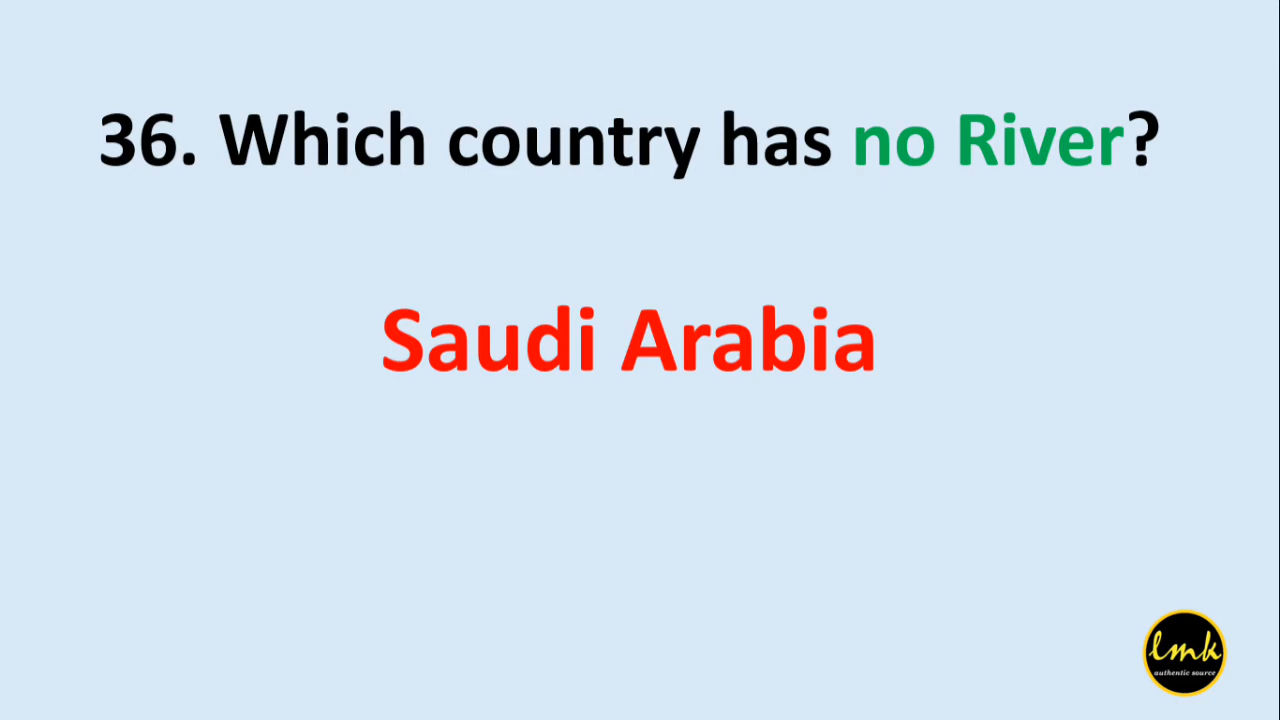 36. Which country has no River?
Saudi Arabia
lmk
authentic source